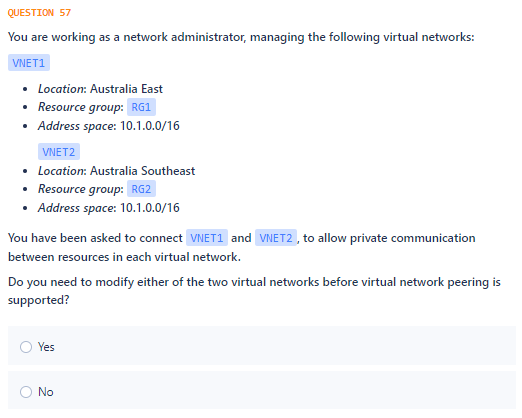 QUESTION 57
You are working as a network administrator, managing the following virtual networks:
VNET1
• Location: Australia East
• Resource group: RG1
• Address space: 10.1.0.0/16
VNET2
• Location: Australia Southeast
• Resource group: RG2
• Address space: 10.1.0.0/16
You have been asked to connect VNET1 and VNET2 , to allow private communication
between resources in each virtual network.
Do you need to modify either of the two virtual networks before virtual network peering is
supported?
Yes
No